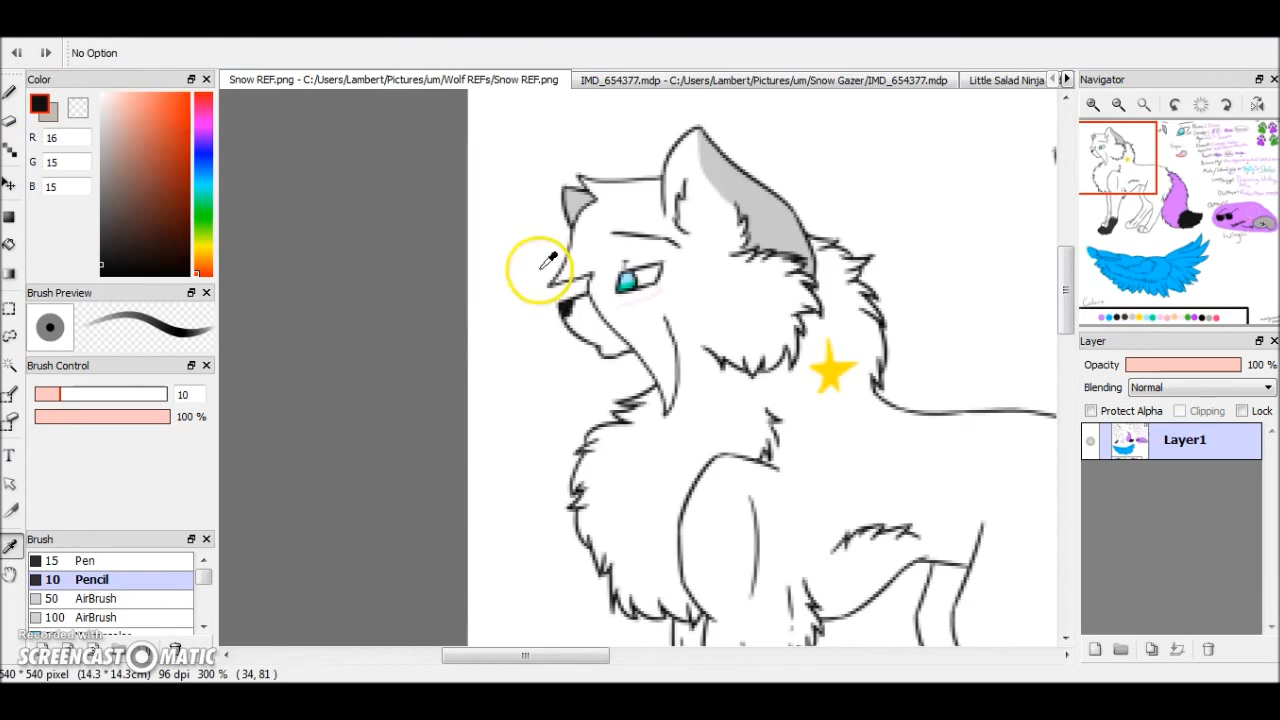 No Option
Color
Snow REF.png - C:/Users/Lambert/Pictures/um/Wolf REFs/Snow REF.png
IMD_654377.mdp - C:/Users/Lambert/Pictures/um/Snow Gazer/IMD_654377.mdp
Little Salad Ninja
Navigator
R 16
G 15
B 15
Brush Preview
Brush Control
10
100 %
Brush
15 Pen
10 Pencil
50 AirBrush
100 AirBrush
Layer
Opacity 100 %
Blending Normal
Protect Alpha Clipping Lock
Layer1
Recorded with
SCREENCAST MATIC
540 * 540 pixel (14.3 * 14.3cm) 96 dpi 300 % ( 34, 81 )